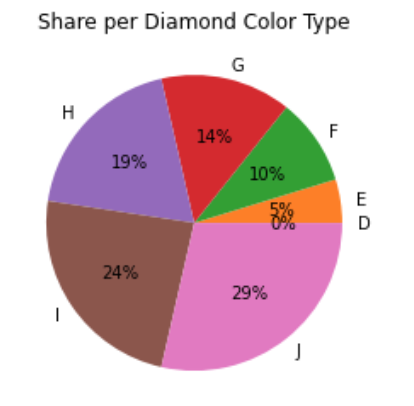 Share per Diamond Color Type
G
H
F
14%
19%
10%
E
5%
D
0%
24%
29%
I
J